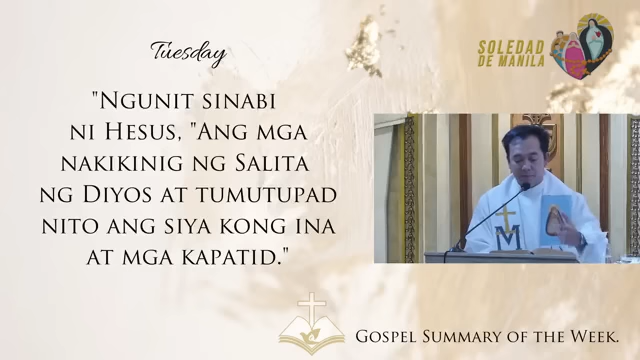 Tuesday
SOLEDAD
DE MANILA
"Ngunit sinabi
ni Hesus, "Ang mga
nakikinig ng Salita
ng Diyos at tumutupad
nito ang siya kong ina
at mga kapatid."
M
Gospel Summary of the Week.